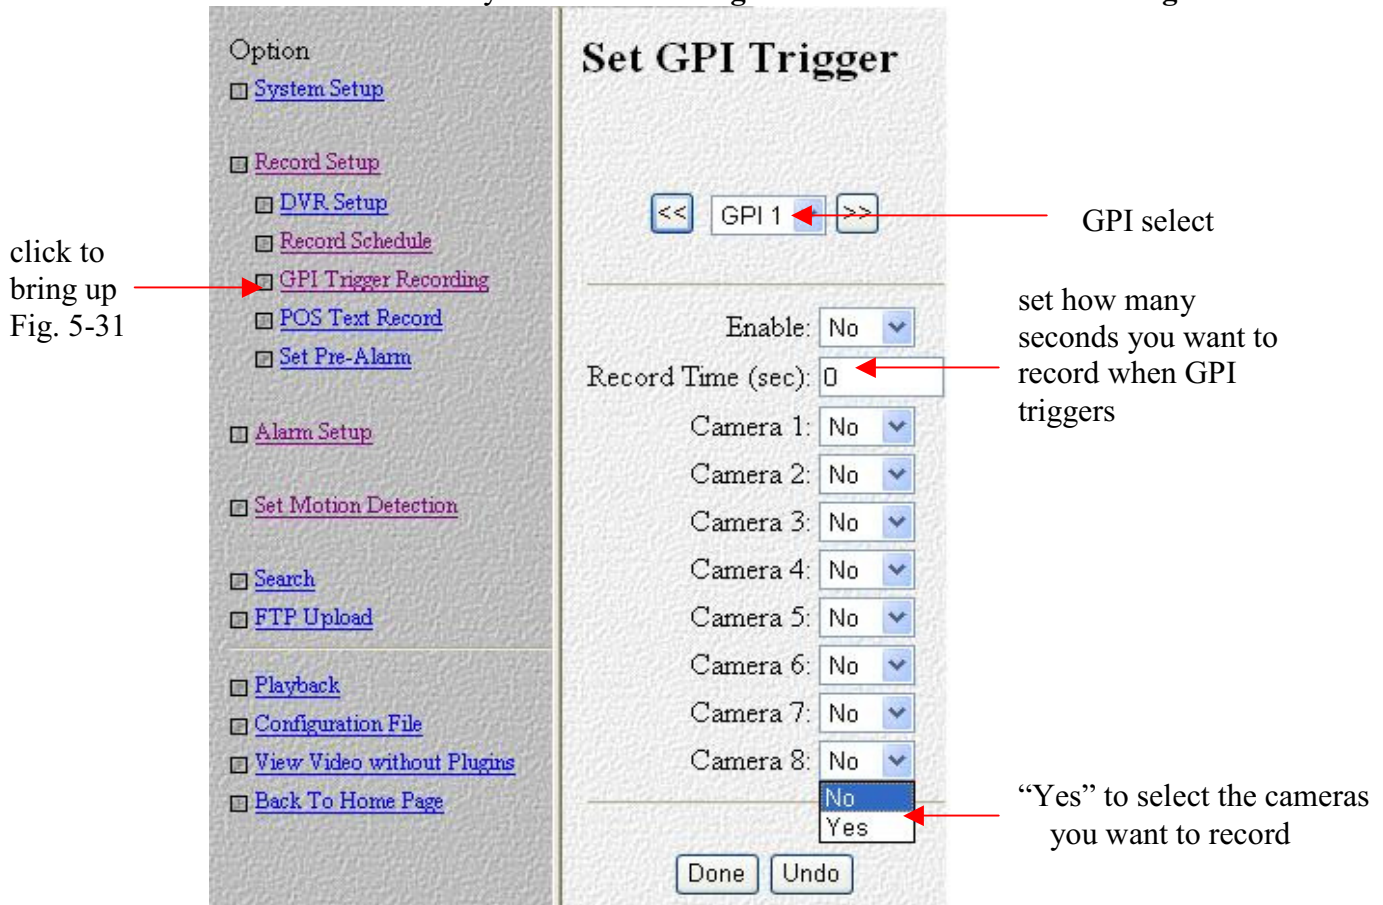 Option
System Setup
Record Setup
DVR Setup
Record Schedule
GPI Trigger Recording
POS Text Record
Set Pre-Alarm
Alarm Setup
Set Motion Detection
Search
FTP Upload
Playback
Configuration File
View Video without Plugins
Back To Home Page
click to
bring up
Fig. 5-31
Set GPI Trigger
<< GPI 1 >>
Enable: No
Record Time (sec): 0
Camera 1: No
Camera 2: No
Camera 3: No
Camera 4: No
Camera 5: No
Camera 6: No
Camera 7: No
Camera 8: No
No
Yes
Done Undo
GPI select
set how many
seconds you want to
record when GPI
triggers
“Yes” to select the cameras
you want to record